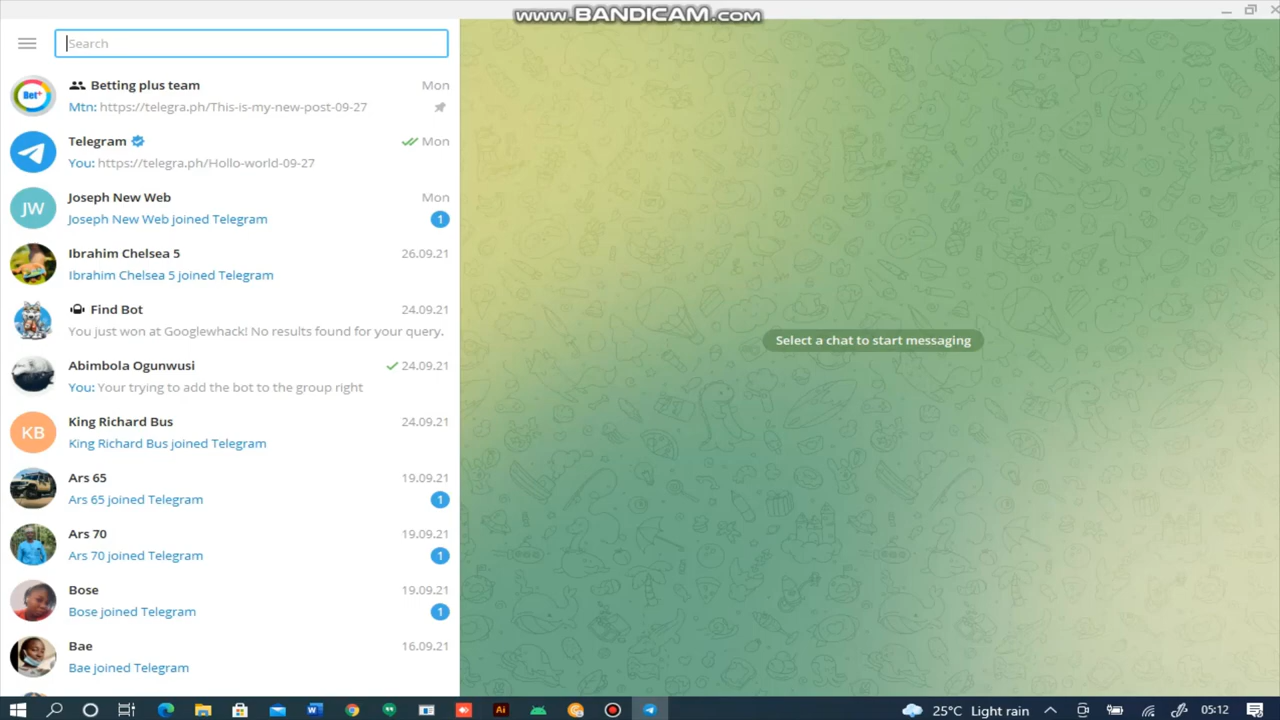 www.BANDICAM.com
Search
Betting plus team Mon
Bet+
Mtn: https://telegra.ph/This-is-my-new-post-09-27
Telegram Mon
You: https://telegra.ph/Hollo-world-09-27
Joseph New Web Mon
JW
Joseph New Web joined Telegram 1
Ibrahim Chelsea 5 26.09.21
Ibrahim Chelsea 5 joined Telegram
Find Bot 24.09.21
You just won at Googlewhack! No results found for your query.
Select a chat to start messaging
Abimbola Ogunwusi 24.09.21
You: Your trying to add the bot to the group right
King Richard Bus 24.09.21
KB
King Richard Bus joined Telegram
Ars 65 19.09.21
Ars 65 joined Telegram 1
Ars 70 19.09.21
Ars 70 joined Telegram 1
Bose 19.09.21
Bose joined Telegram 1
Bae 16.09.21
Bae joined Telegram
W Ai 25°C Light rain 05:12